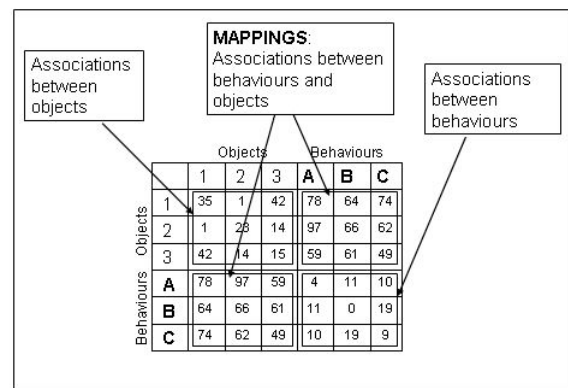 MAPPINGS:
Associations between
behaviours and
objects
Associations
between
objects
Associations
between
behaviours
Objects Behaviours
1 2 3 A B C
Objects
1 35 1 42 78 64 74
2 1 23 14 97 66 62
3 42 14 15 59 61 49
Behaviours
A 78 97 59 4 11 10
B 64 66 61 11 0 19
C 74 62 49 10 19 9